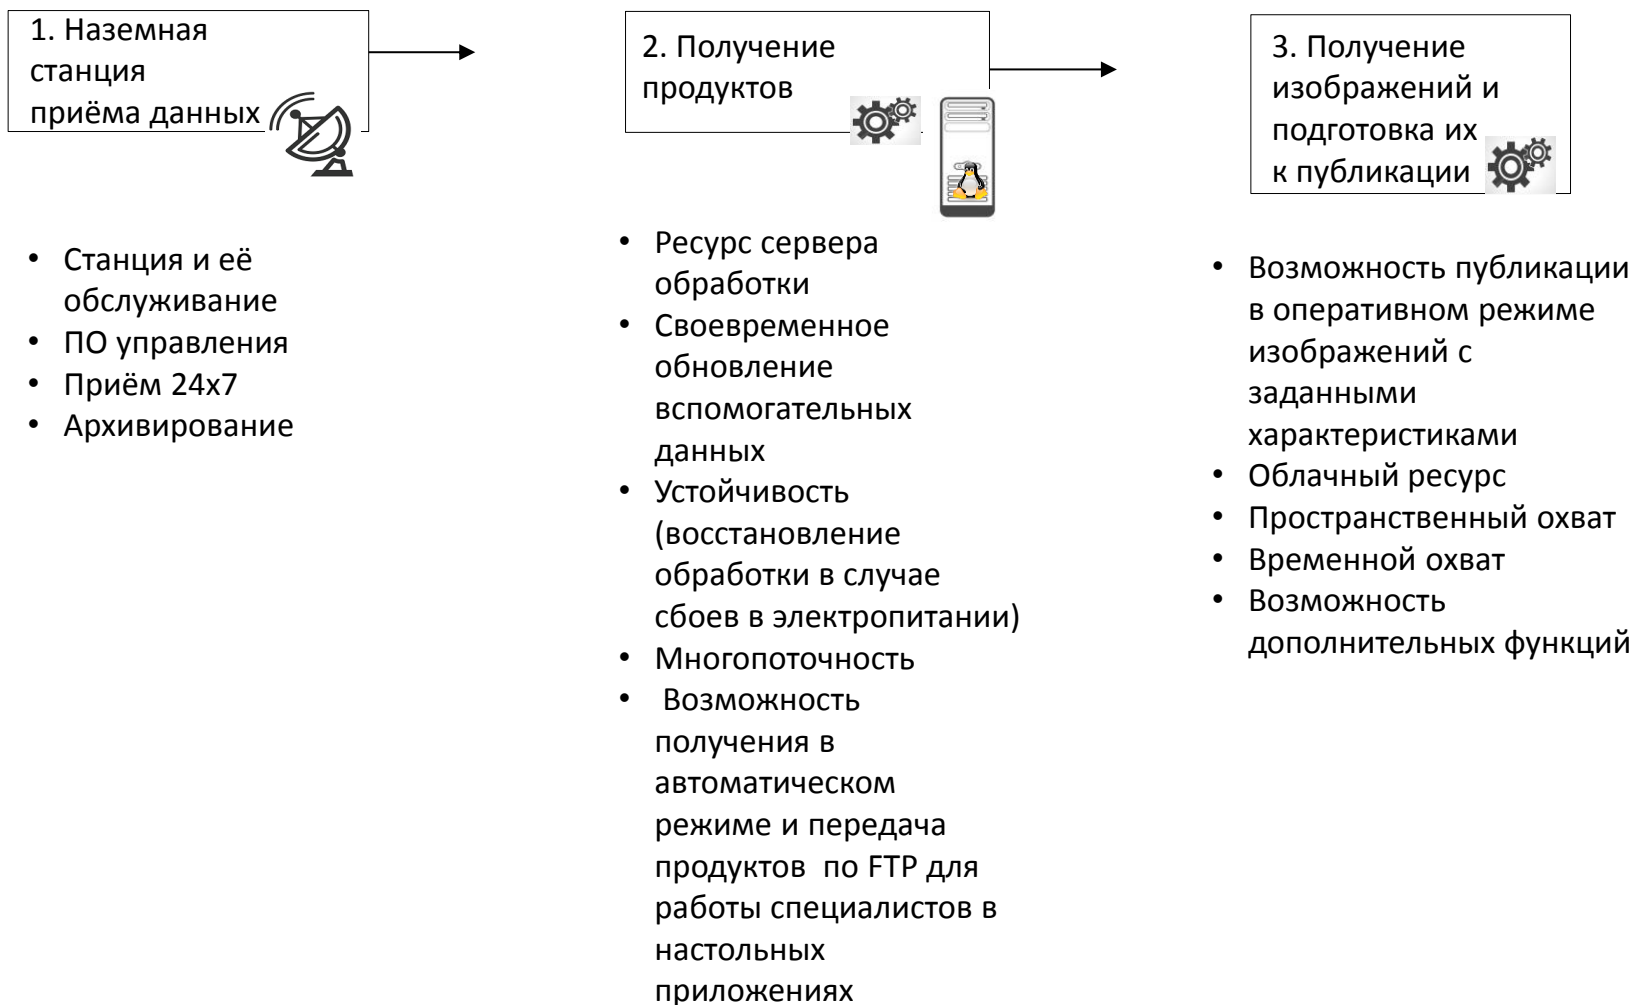 1. Наземная
станция
приёма данных
2. Получение
продуктов
3. Получение
изображений и
подготовка их
к публикации
• Станция и её
обслуживание
• ПО управления
• Приём 24х7
• Архивирование
• Ресурс сервера
обработки
• Своевременное
обновление
вспомогательных
данных
• Устойчивость
(восстановление
обработки в случае
сбоев в электропитании)
• Многопоточность
• Возможность
получения в
автоматическом
режиме и передача
продуктов по FTP для
работы специалистов в
настольных
приложениях
• Возможность публикации
в оперативном режиме
изображений с
заданными
характеристиками
• Облачный ресурс
• Пространственный охват
• Временной охват
• Возможность
дополнительных функций